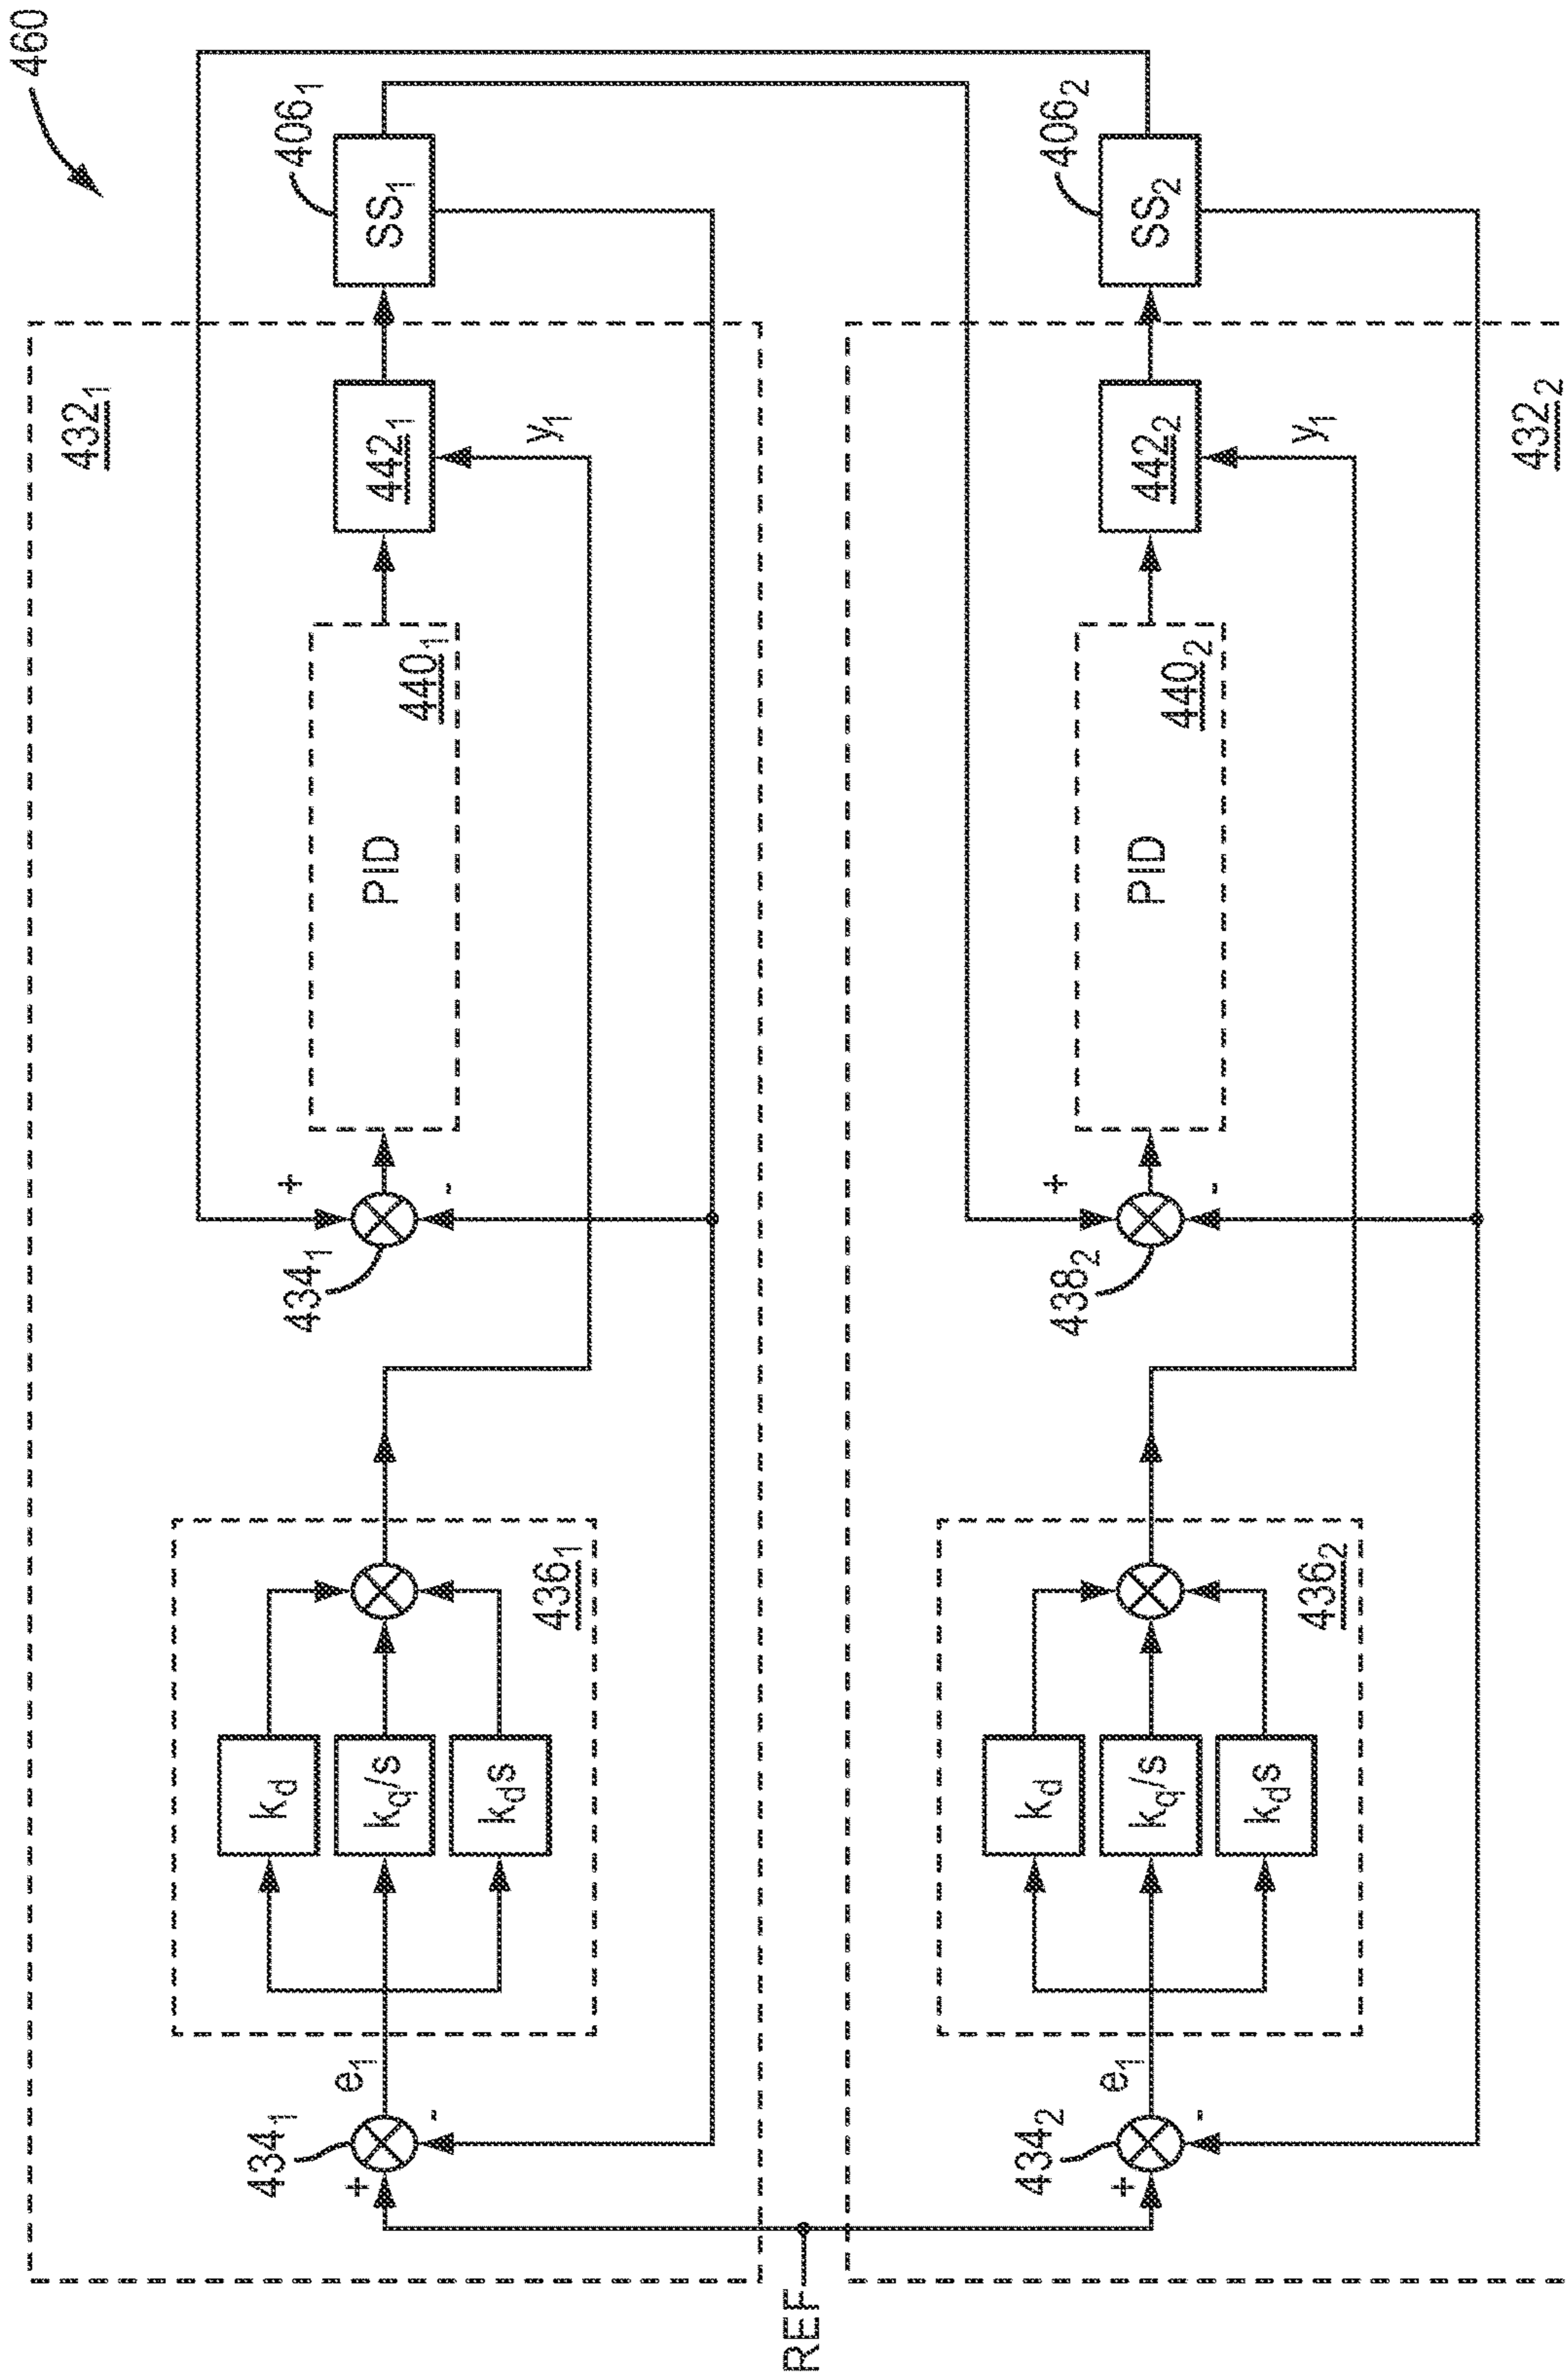 460
432₁
406₁
SS₁
442₁
y₁
PID
440₁
+
-
434₁
436₁
k_d
k_q/s
k_ds
e₁
434₁
+
-
REF
432₂
406₂
SS₂
442₂
y₁
PID
440₂
+
-
438₂
436₂
k_d
k_q/s
k_ds
e₁
434₂
+
-